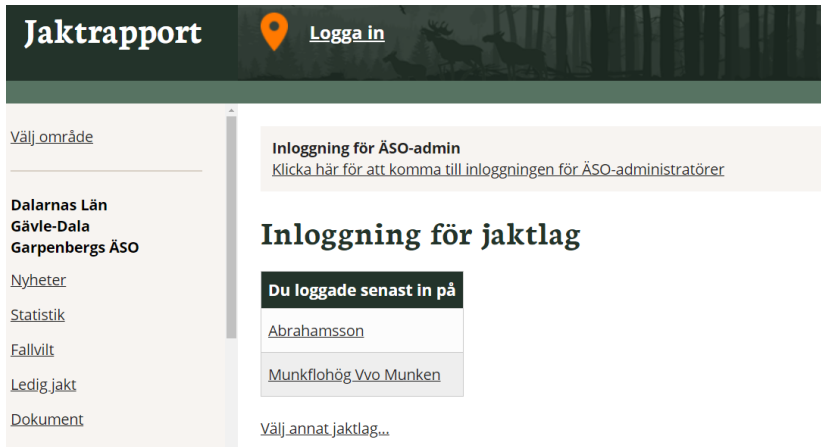 Jaktrapport
Logga in
Välj område
Dalarnas Län
Gävle-Dala
Garpenbergs ÄSO
Nyheter
Statistik
Fallvilt
Ledig jakt
Dokument
Inloggning för ÄSO-admin
Klicka här för att komma till inloggningen för ÄSO-administratörer
Inloggning för jaktlag
Du loggade senast in på
Abrahamsson
Munkflohög Vvo Munken
Välj annat jaktlag...